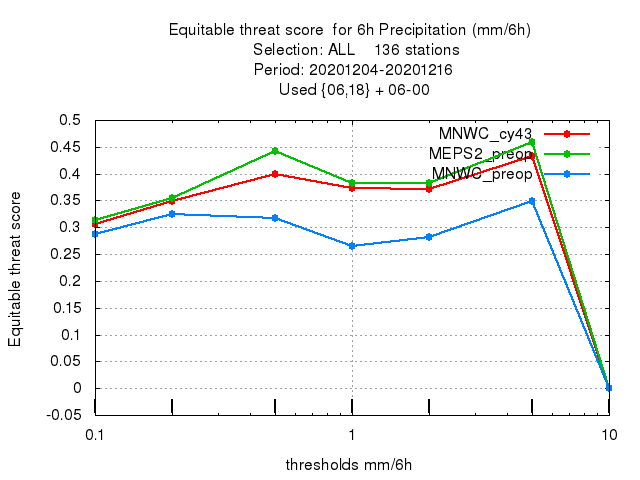 Equitable threat score  for 6h Precipitation (mm/6h)
Selection: ALL    136 stations
Period: 20201204-20201216
Used {06,18} + 06-00
MNWC_cy43
MEPS2_preop
MNWC_preop
Equitable threat score
0.5
0.45
0.4
0.35
0.3
0.25
0.2
0.15
0.1
0.05
0
-0.05
0.1 1 10
thresholds mm/6h